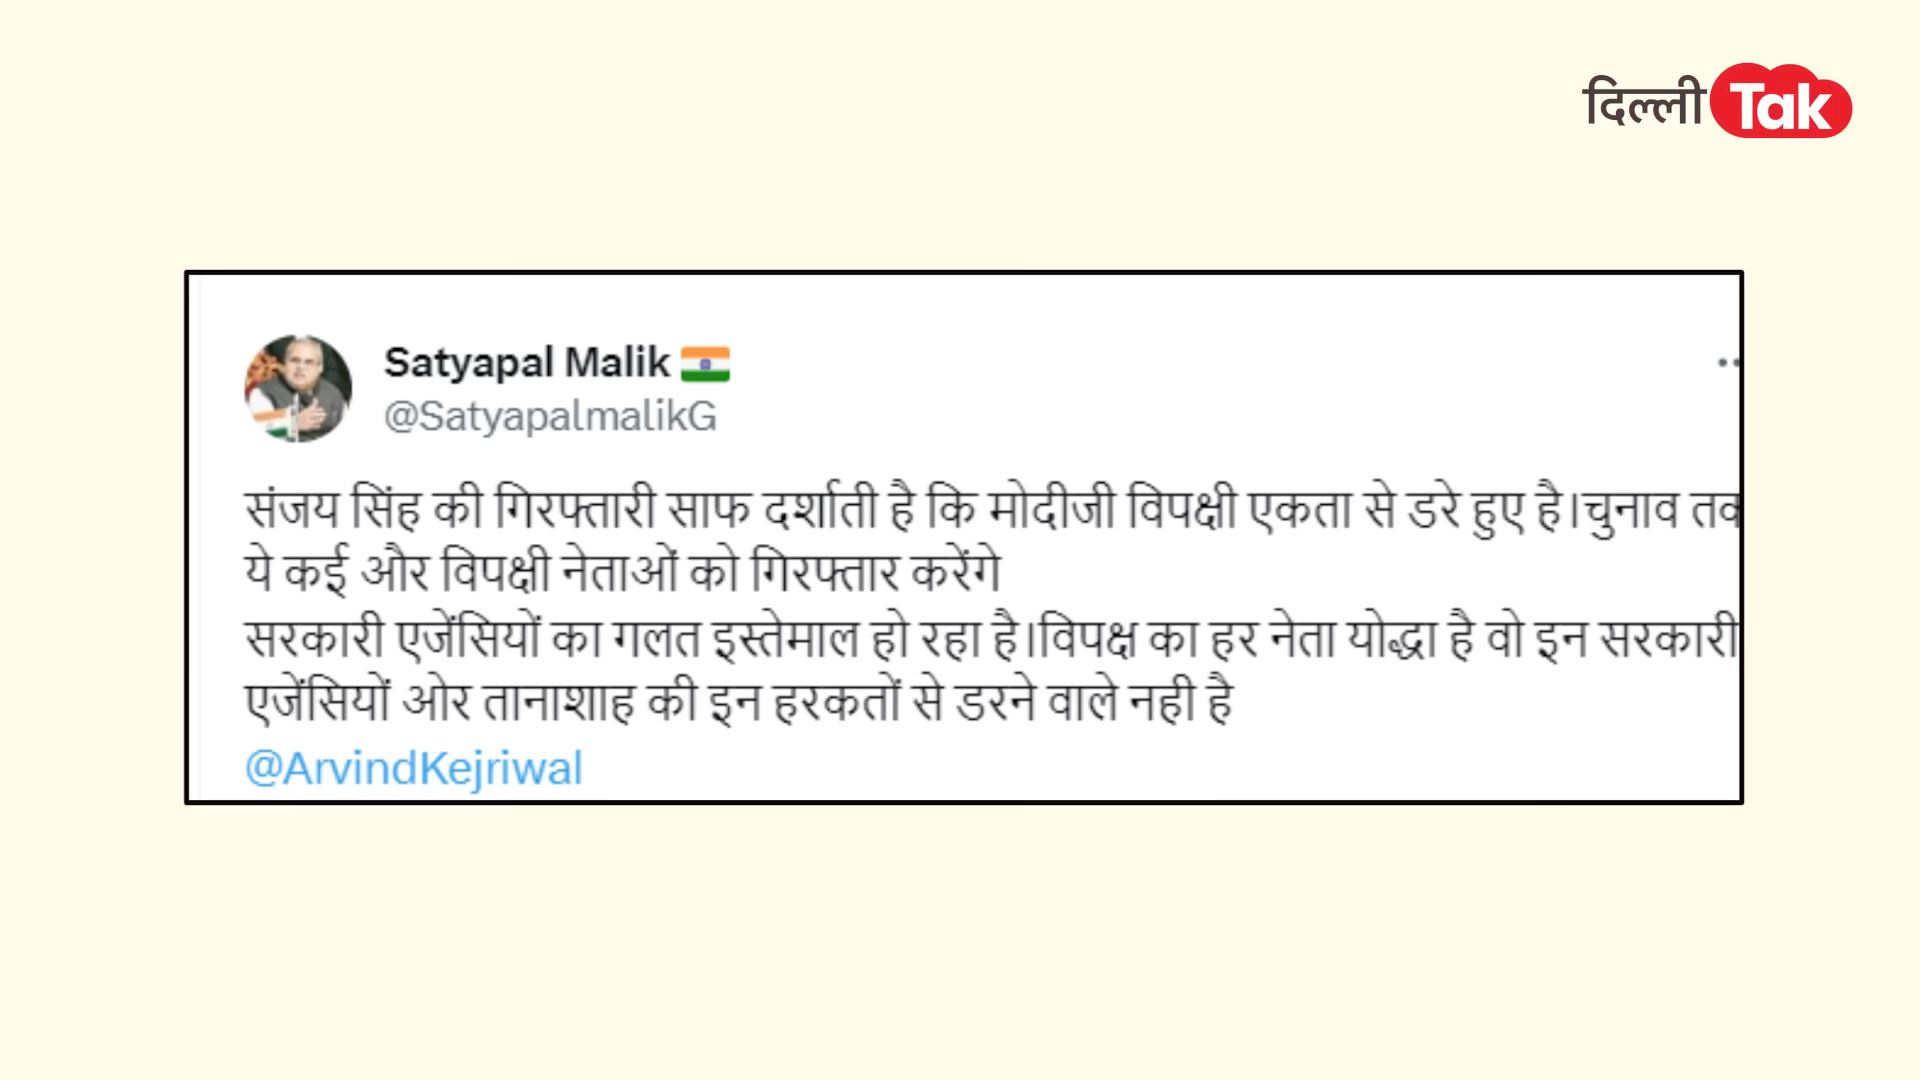 दिल्ली Tak
Satyapal Malik
@SatyapalmalikG
संजय सिंह की गिरफ्तारी साफ दर्शाती है कि मोदीजी विपक्षी एकता से डरे हुए है।चुनाव तक
ये कई और विपक्षी नेताओं को गिरफ्तार करेंगे
सरकारी एजेंसियों का गलत इस्तेमाल हो रहा है।विपक्ष का हर नेता योद्धा है वो इन सरकारी
एजेंसियों ओर तानाशाह की इन हरकतों से डरने वाले नही है
@ArvindKejriwal